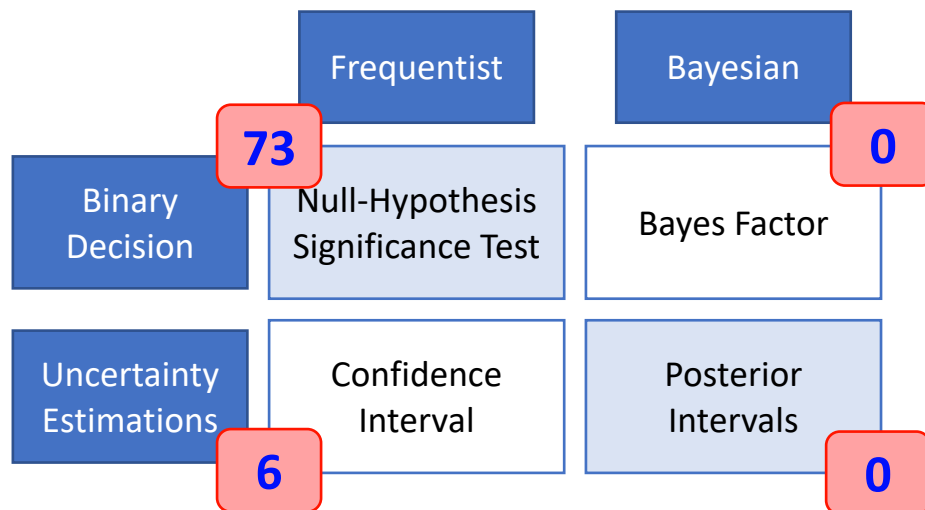 Frequentist
Bayesian
73
0
Binary
Decision
Null-Hypothesis
Significance Test
Bayes Factor
Uncertainty
Estimations
Confidence
Interval
Posterior
Intervals
6
0